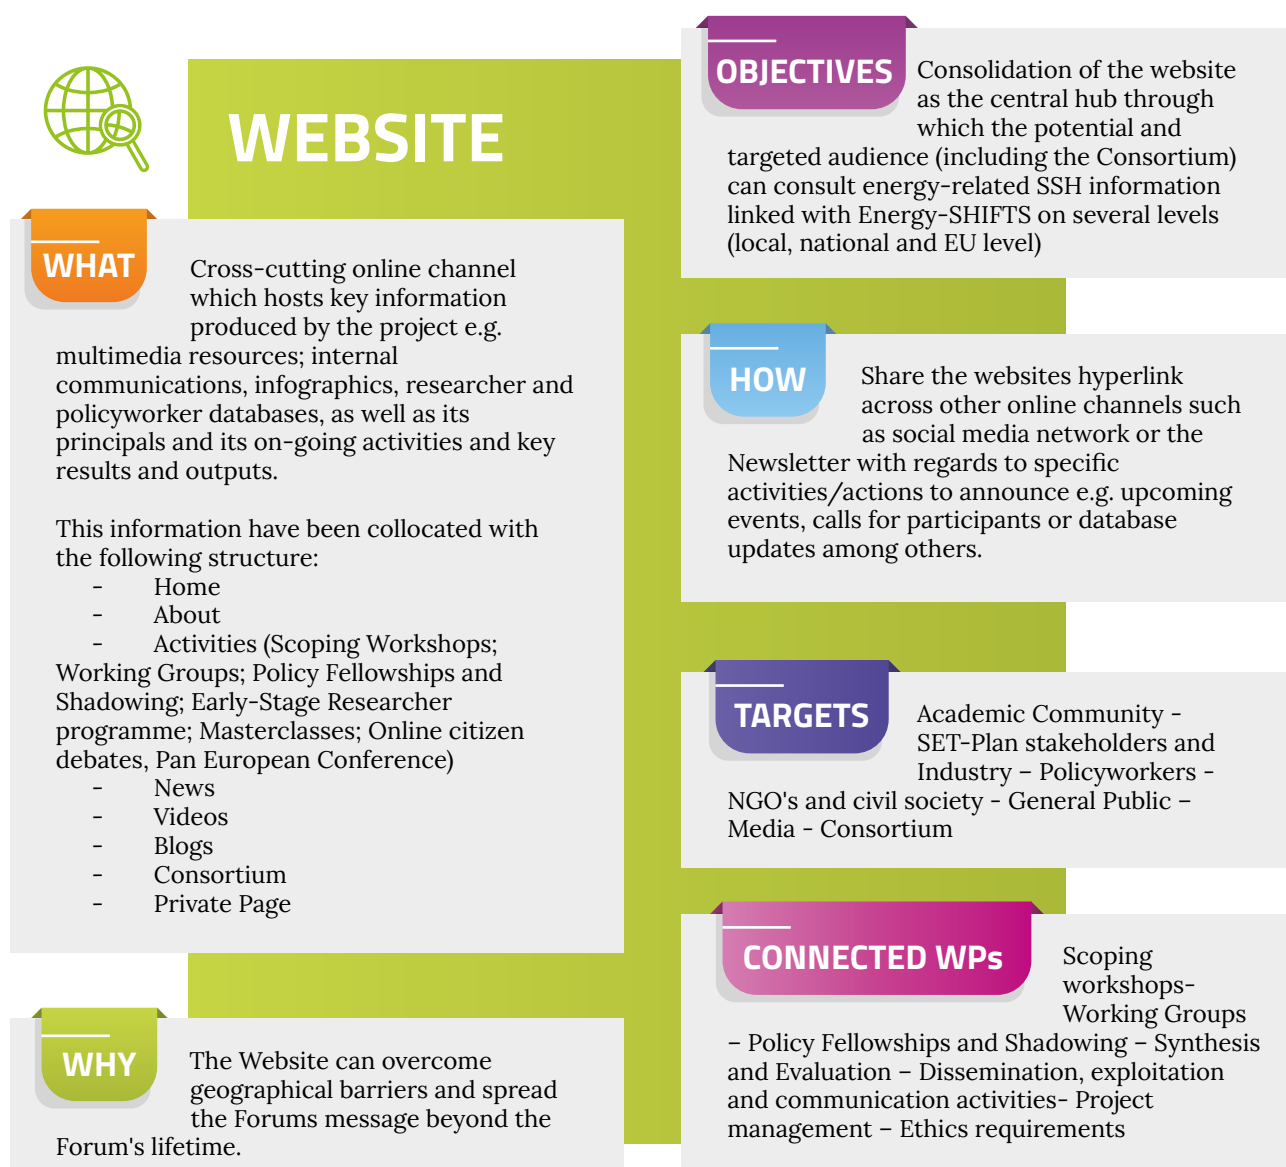 WEBSITE
WHAT
Cross-cutting online channel
which hosts key information
produced by the project e.g.
multimedia resources; internal
communications, infographics, researcher and
policyworker databases, as well as its
principals and its on-going activities and key
results and outputs.
This information have been collocated with
the following structure:
- Home
- About
- Activities (Scoping Workshops;
Working Groups; Policy Fellowships and
Shadowing; Early-Stage Researcher
programme; Masterclasses; Online citizen
debates, Pan European Conference)
- News
- Videos
- Blogs
- Consortium
- Private Page
WHY
The Website can overcome
geographical barriers and spread
the Forums message beyond the
Forum's lifetime.
OBJECTIVES
Consolidation of the website
as the central hub through
which the potential and
targeted audience (including the Consortium)
can consult energy-related SSH information
linked with Energy-SHIFTS on several levels
(local, national and EU level)
HOW
Share the websites hyperlink
across other online channels such
as social media network or the
Newsletter with regards to specific
activities/actions to announce e.g. upcoming
events, calls for participants or database
updates among others.
TARGETS
Academic Community -
SET-Plan stakeholders and
Industry – Policyworkers -
NGO's and civil society - General Public –
Media - Consortium
CONNECTED WPs
Scoping
workshops-
Working Groups
– Policy Fellowships and Shadowing – Synthesis
and Evaluation – Dissemination, exploitation
and communication activities- Project
management – Ethics requirements